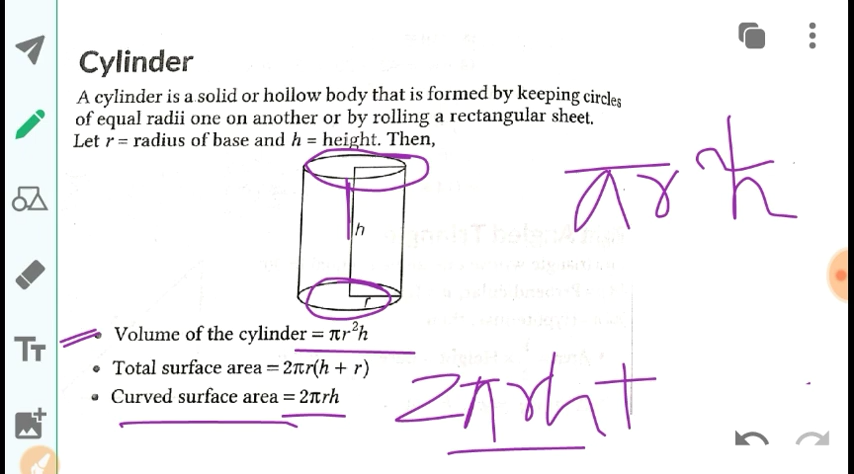 Cylinder
A cylinder is a solid or hollow body that is formed by keeping circles
of equal radii one on another or by rolling a rectangular sheet.
Let r = radius of base and h = height. Then,
h
r
• Volume of the cylinder = πr²h
• Total surface area = 2πr(h + r)
• Curved surface area = 2πrh
πr²h
2πrh +
TT